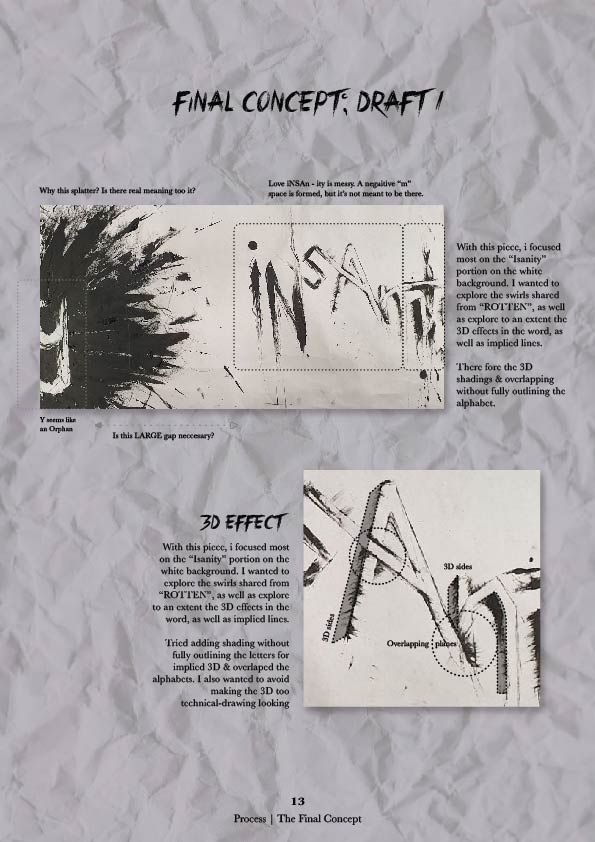 FINAL CONCEPT; DRAFT 1
Why this splatter? Is there real meaning too it?
Love iNSAn - ity is messy. A negaitive "m"
space is formed, but it's not meant to be there.
iNSAnit
With this piece, i focused
most on the "Isanity"
portion on the white
background. I wanted to
explore the swirls shared
from "ROTTEN", as well
as explore to an extent the
3D effects in the word, as
well as implied lines.
There fore the 3D
shadings & overlapping
without fully outlining the
alphabet.
Y seems like
an Orphan
Is this LARGE gap neccesary?
3D EFFECT
With this piece, i focused most
on the "Isanity" portion on the
white background. I wanted to
explore the swirls shared from
"ROTTEN", as well as explore
to an extent the 3D effects in the
word, as well as implied lines.
Tried adding shading without
fully outlining the letters for
implied 3D & overlaped the
alphabets. I also wanted to avoid
making the 3D too
technical-drawing looking
3D sides
3D sides
Overlapping planes
13
Process | The Final Concept